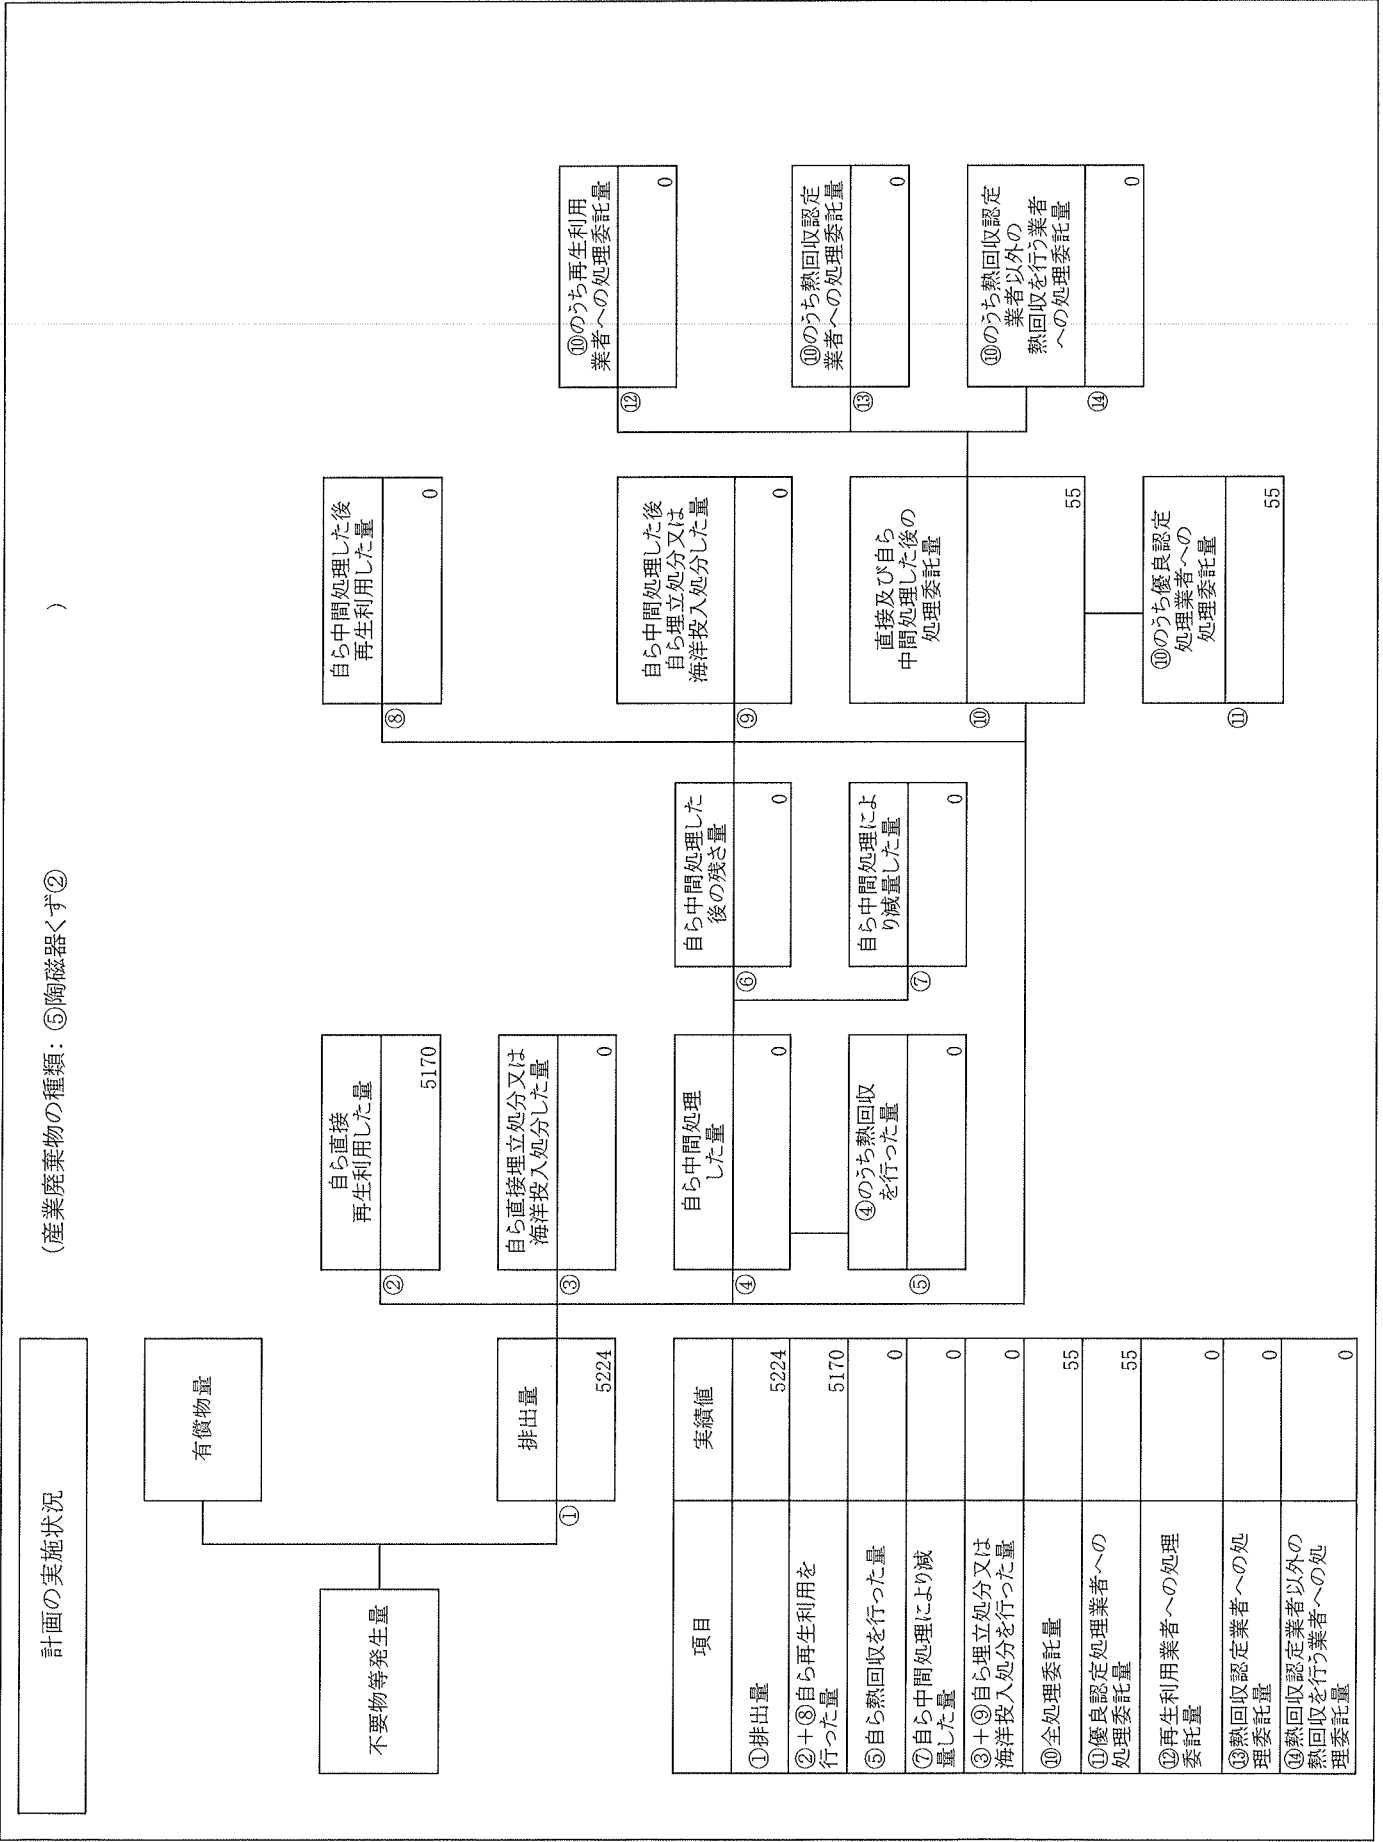 計画の実施状況
(産業廃棄物の種類：⑤陶磁器くず② )
不要物等発生量
有償物量
①
排出量
5224
②
自ら直接
再生利用した量
5170
③
自ら直接埋立処分又は
海洋投入処分した量
0
④
自ら中間処理
した量
0
⑤
④のうち熱回収
を行った量
0
⑥
自ら中間処理した
後の残さ量
0
⑦
自ら中間処理によ
り減量した量
0
⑧
自ら中間処理した後
再生利用した量
0
⑨
自ら中間処理した後
自ら埋立処分又は
海洋投入処分した量
0
⑩
直接及び自ら
中間処理した後の
処理委託量
55
⑪
⑩のうち優良認定
処理業者への
処理委託量
55
⑫
⑩のうち再生利用
業者への処理委託量
0
⑬
⑩のうち熱回収認定
業者への処理委託量
0
⑭
⑩のうち熱回収認定
業者以外の
熱回収を行う業者
への処理委託量
0
項目 実績値
①排出量 5224
②＋⑧自ら再生利用を
行った量 5170
⑤自ら熱回収を行った量 0
⑦自ら中間処理により減
量した量 0
③＋⑨自ら埋立処分又は
海洋投入処分を行った量 0
⑩全処理委託量 55
⑪優良認定処理業者への
処理委託量 55
⑫再生利用業者への処理
委託量 0
⑬熱回収認定業者への処
理委託量 0
⑭熱回収認定業者以外の
熱回収を行う業者への処
理委託量 0